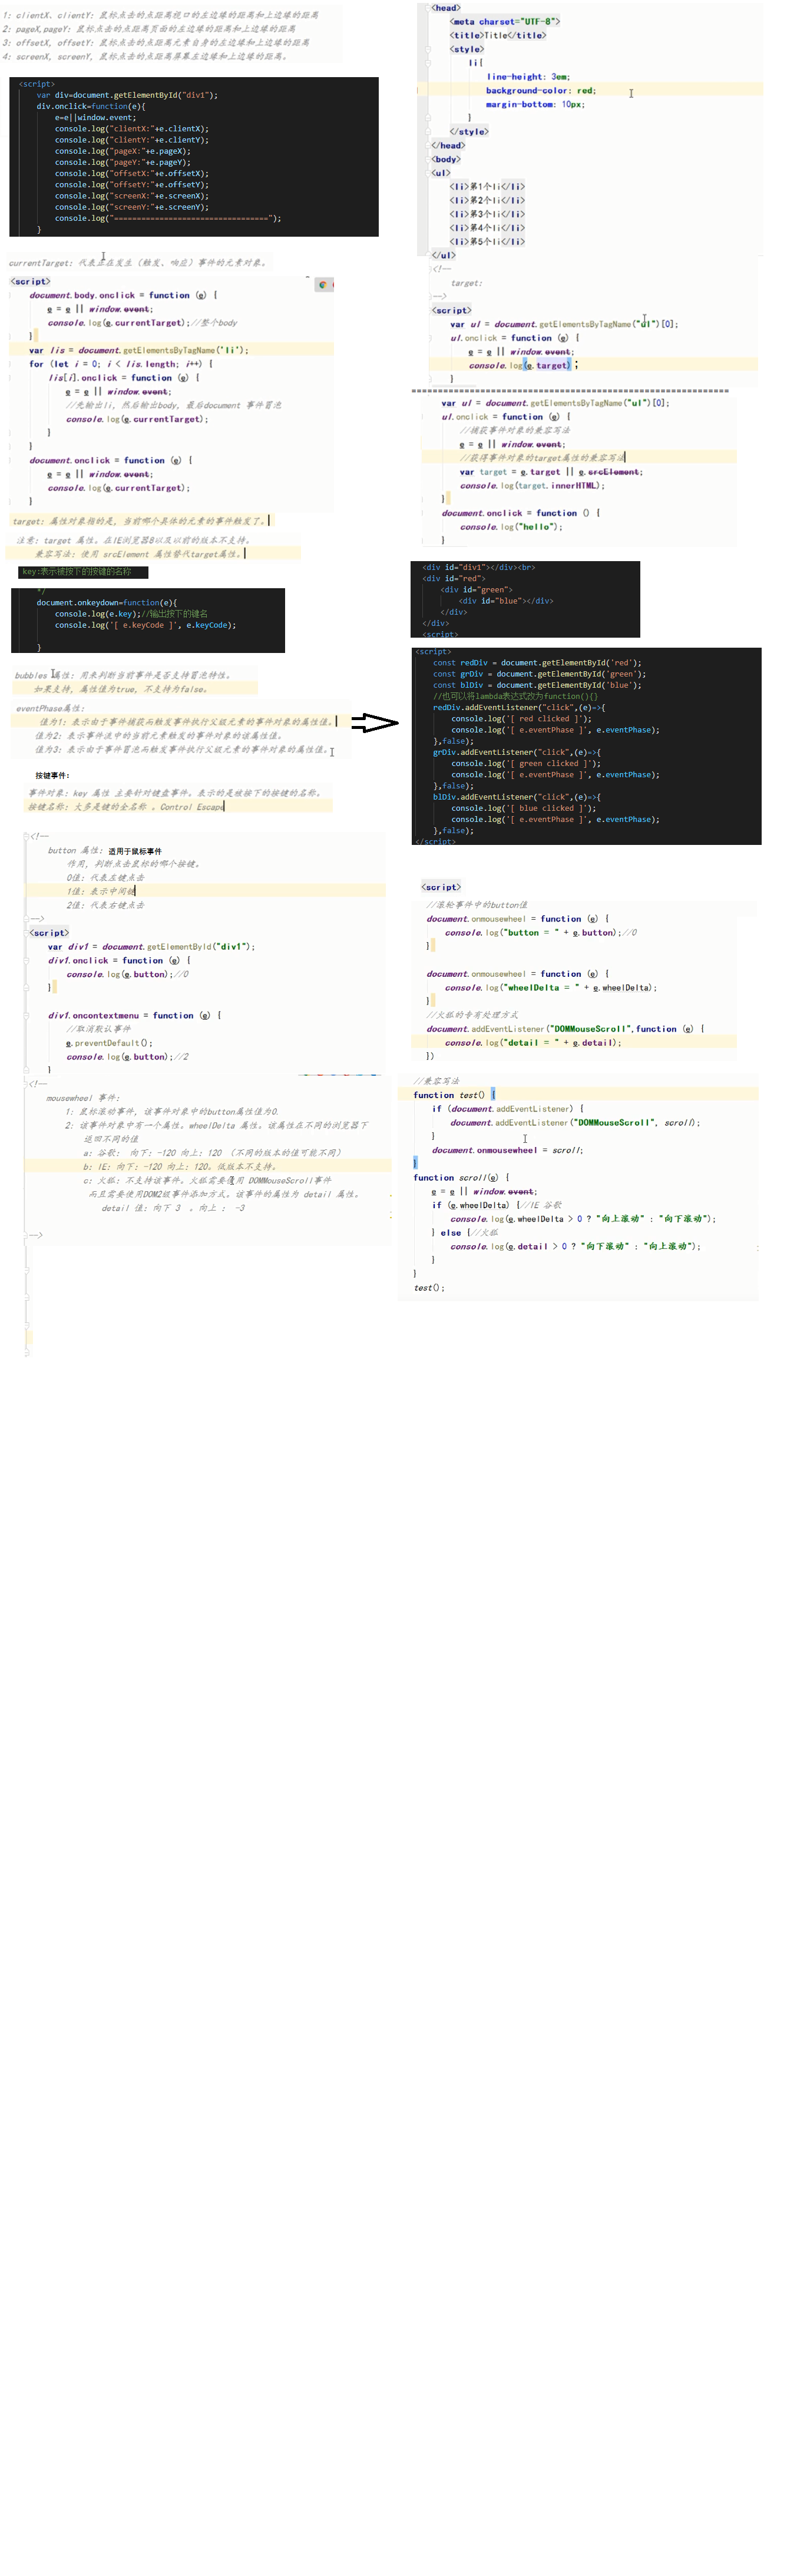 1: clientX、clientY: 鼠标点击的点距离视口的左边缘的距离和上边缘的距离
2: pageX,pageY: 鼠标点击的点距离页面的左边缘的距离和上边缘的距离
3: offsetX, offsetY: 鼠标点击的点距离元素自身的左边缘和上边缘的距离
4: screenX, screenY, 鼠标点击的点距离屏幕左边缘和上边缘的距离。
<script>
var div=document.getElementById("div1");
div.onclick=function(e){
e=e||window.event;
console.log("clientX:"+e.clientX);
console.log("clientY:"+e.clientY);
console.log("pageX:"+e.pageX);
console.log("pageY:"+e.pageY);
console.log("offsetX:"+e.offsetX);
console.log("offsetY:"+e.offsetY);
console.log("screenX:"+e.screenX);
console.log("screenY:"+e.screenY);
console.log("==================================");
}
currentTarget: 代表正在发生（触发、响应）事件的元素对象。
<script>
document.body.onclick = function (e) {
e = e || window.event;
console.log(e.currentTarget);//整个body
}
var lis = document.getElementsByTagName('li');
for (let i = 0; i < lis.length; i++) {
lis[i].onclick = function (e) {
e = e || window.event;
//先输出li, 然后输出body, 最后document 事件冒泡
console.log(e.currentTarget);
}
}
document.onclick = function (e) {
e = e || window.event;
console.log(e.currentTarget);
}
target: 属性对象指的是, 当前哪个具体的元素的事件触发了。
注意: target 属性。在IE浏览器8以及以前的版本不支持。
兼容写法: 使用 srcElement 属性替代target属性。
key:表示被按下的按键的名称
*/
document.onkeydown=function(e){
console.log(e.key);//输出按下的键名
console.log('[ e.keyCode ]', e.keyCode);
}
bubbles 属性: 用来判断当前事件是否支持冒泡特性。
如果支持, 属性值为true, 不支持为false。
eventPhase属性:
值为1: 表示由于事件捕获而触发事件执行父级元素的事件对象的属性值。
值为2: 表示事件流中的当前元素触发的事件对象的该属性值。
值为3: 表示由于事件冒泡而触发事件执行父级元素的事件对象的属性值。
按键事件:
事件对象: key 属性 主要针对键盘事件。表示的是被按下的按键的名称。
按键名称: 大多是键的全名称 。Control Escape
<!--
button 属性: 适用于鼠标事件
作用, 判断点击鼠标的哪个按键。
0值: 代表左键点击
1值: 表示中间键
2值: 代表右键点击
-->
<script>
var div1 = document.getElementById("div1");
div1.onclick = function (e) {
console.log(e.button);//0
}
div1.oncontextmenu = function (e) {
//取消默认事件
e.preventDefault();
console.log(e.button);//2
}
<!--
mousewheel 事件:
1: 鼠标滚动事件, 该事件对象中的button属性值为0.
2: 该事件对象中有一个属性。wheelDelta 属性。该属性在不同的浏览器下
返回不同的值
a: 谷歌: 向下: -120 向上: 120 （不同的版本的值可能不同）
b: IE: 向下: -120 向上: 120。低版本不支持。
c: 火狐: 不支持该事件。火狐需要使用 DOMMouseScroll事件
而且需要使用DOM2级事件添加方式。该事件的属性为 detail 属性。
detail 值: 向下 3 。向上 : -3
-->
<head>
<meta charset="UTF-8">
<title>Title</title>
<style>
li{
line-height: 3em;
background-color: red;
margin-bottom: 10px;
}
</style>
</head>
<body>
<ul>
<li>第1个li</li>
<li>第2个li</li>
<li>第3个li</li>
<li>第4个li</li>
<li>第5个li</li>
</ul>
<!--
target:
-->
<script>
var ul = document.getElementsByTagName("ul")[0];
ul.onclick = function (e) {
e = e || window.event;
console.log(e.target);
}
================================================================
var ul = document.getElementsByTagName("ul")[0];
ul.onclick = function (e) {
//捕获事件对象的兼容写法
e = e || window.event;
//获得事件对象的target属性的兼容写法
var target = e.target || e.srcElement;
console.log(target.innerHTML);
}
document.onclick = function () {
console.log("hello");
}
<div id="div1"></div><br>
<div id="red">
<div id="green">
<div id="blue"></div>
</div>
</div>
<script>
<script>
const redDiv = document.getElementById('red');
const grDiv = document.getElementById('green');
const blDiv = document.getElementById('blue');
//也可以将lambda表达式改为function(){}
redDiv.addEventListener("click",(e)=>{
console.log('[ red clicked ]');
console.log('[ e.eventPhase ]', e.eventPhase);
},false);
grDiv.addEventListener("click",(e)=>{
console.log('[ green clicked ]');
console.log('[ e.eventPhase ]', e.eventPhase);
},false);
blDiv.addEventListener("click",(e)=>{
console.log('[ blue clicked ]');
console.log('[ e.eventPhase ]', e.eventPhase);
},false);
</script>
<script>
//滚轮事件中的button值
document.onmousewheel = function (e) {
console.log("button = " + e.button);//0
}
document.onmousewheel = function (e) {
console.log("wheelDelta = " + e.wheelDelta);
}
//火狐的专有处理方式
document.addEventListener("DOMMouseScroll",function (e) {
console.log("detail = " + e.detail);
})
//兼容写法
function test() {
if (document.addEventListener) {
document.addEventListener("DOMMouseScroll", scroll);
}
document.onmousewheel = scroll;
}
function scroll(e) {
e = e || window.event;
if (e.wheelDelta) {//IE 谷歌
console.log(e.wheelDelta > 0 ? "向上滚动" : "向下滚动");
} else {//火狐
console.log(e.detail > 0 ? "向下滚动" : "向上滚动");
}
}
test();